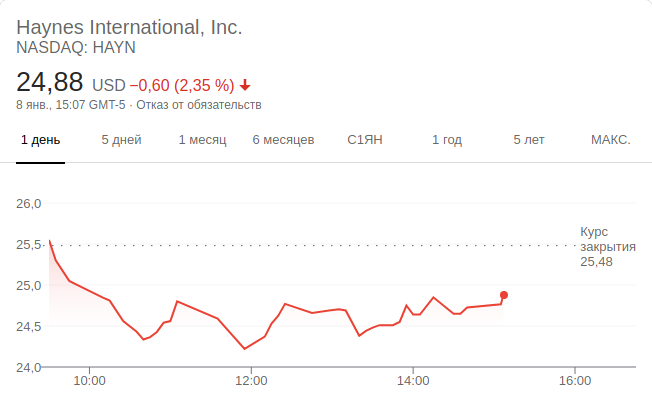 Haynes International, Inc.
NASDAQ: HAYN
24,88 USD −0,60 (2,35 %)
8 янв., 15:07 GMT-5 · Отказ от обязательств
1 день 5 дней 1 месяц 6 месяцев С1ЯН 1 год 5 лет МАКС.
26,0
25,5
25,0
24,5
24,0
Курс
закрытия
25,48
10:00 12:00 14:00 16:00